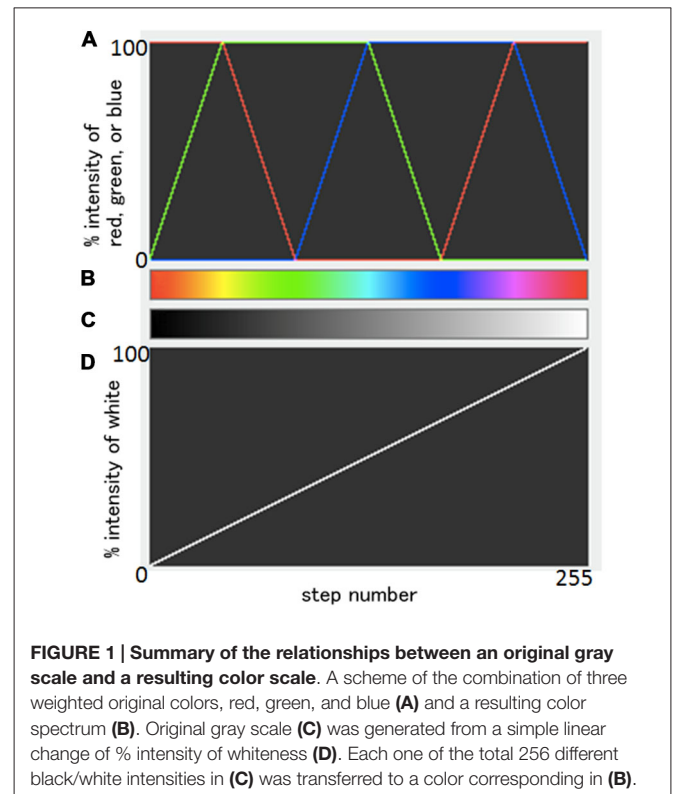 A
100
% intensity of
red, green, or blue
0
B
C
D
100
% intensity of white
0
255
step number
FIGURE 1 | Summary of the relationships between an original gray
scale and a resulting color scale. A scheme of the combination of three
weighted original colors, red, green, and blue (A) and a resulting color
spectrum (B). Original gray scale (C) was generated from a simple linear
change of % intensity of whiteness (D). Each one of the total 256 different
black/white intensities in (C) was transferred to a color corresponding in (B).